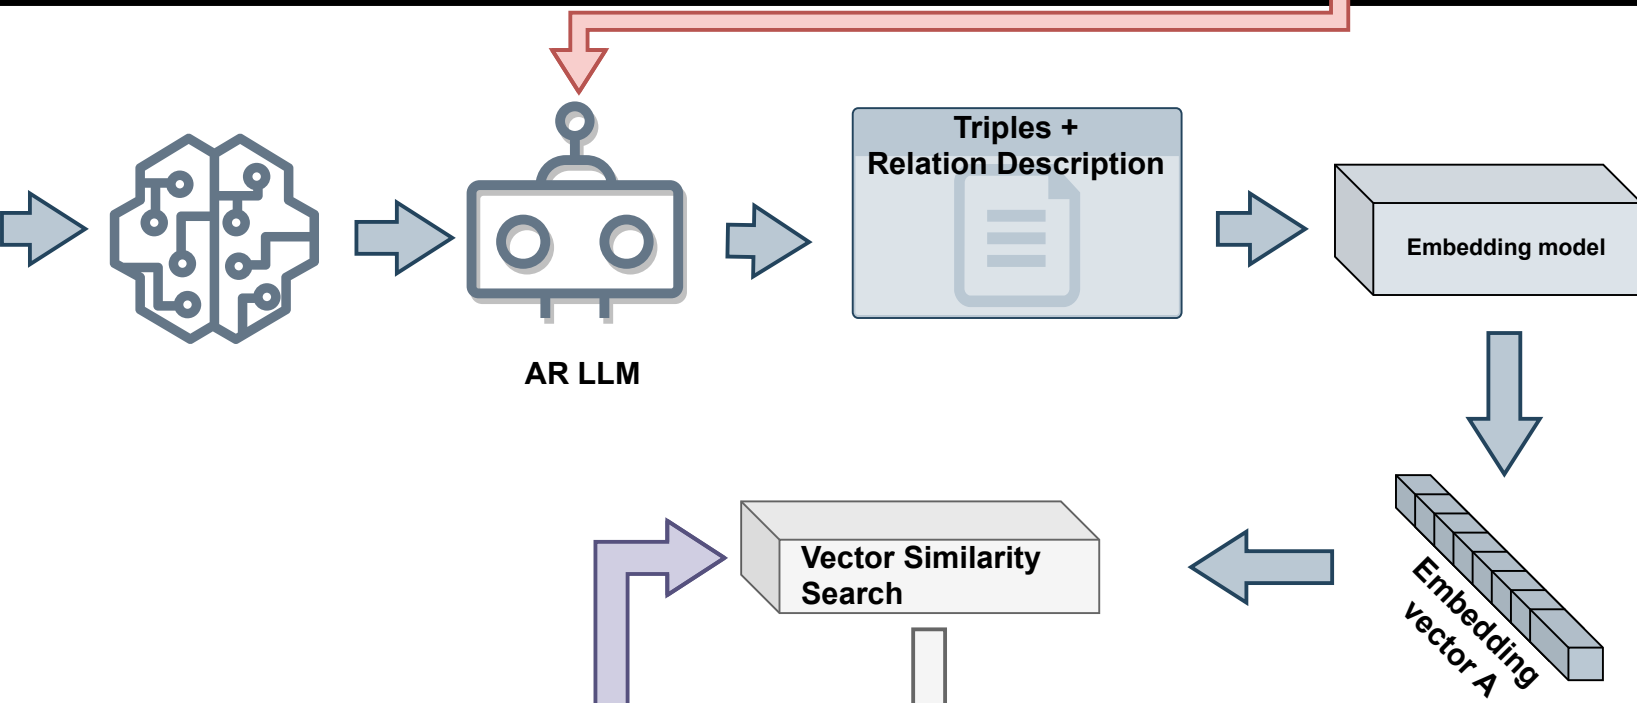 Triples +
Relation Description
Embedding model
AR LLM
Vector Similarity
Search
Embedding
vector A